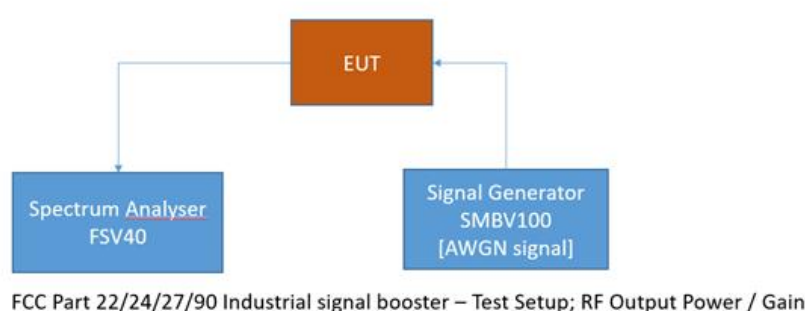 EUT
Spectrum Analyser
FSV40
Signal Generator
SMBV100
[AWGN signal]
FCC Part 22/24/27/90 Industrial signal booster – Test Setup; RF Output Power / Gain